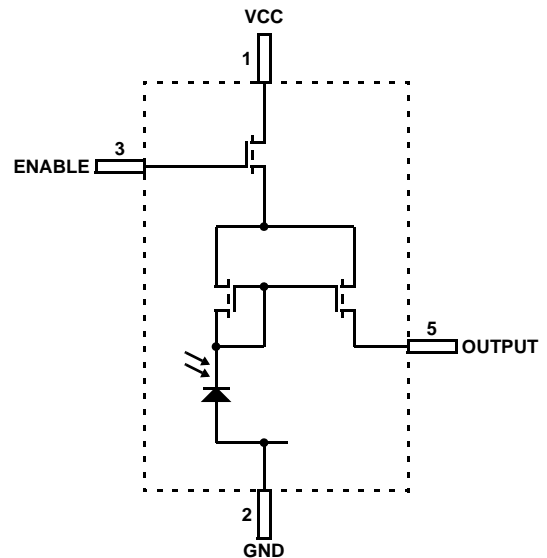 VCC
1
3
ENABLE
5
OUTPUT
2
GND